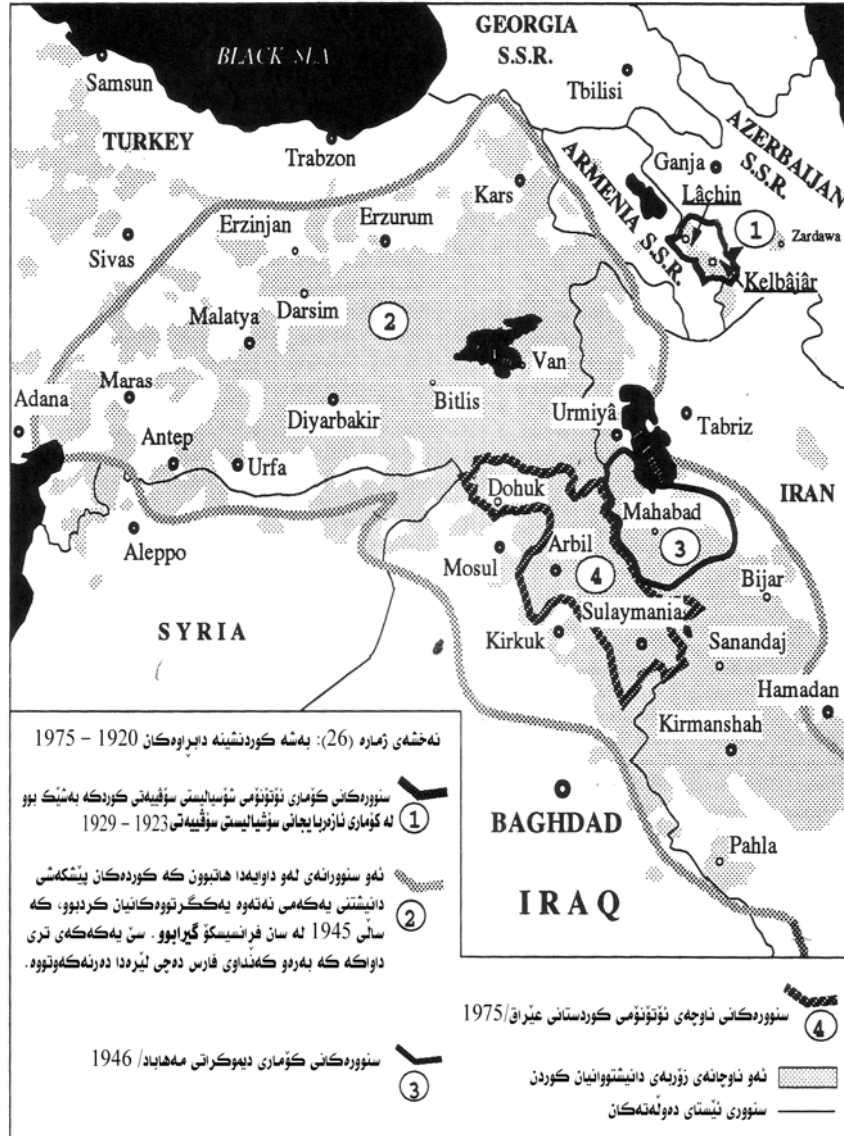 BLACK SEA
GEORGIA
S.S.R.
Samsun
Tbilisi
TURKEY
Trabzon
AZERBAIJAN
S.S.R.
ARMENIA S.S.R.
Ganja
Kars
Lâchin
Erzinjan
Erzurum
1
Zardawa
Sivas
Kelbâjâr
Darsim
2
Malatya
Van
Maras
Bitlis
Adana
Diyarbakir
Urmiyâ
Tabriz
Antep
Urfa
Dohuk
IRAN
Mahabad
Aleppo
Arbil
3
Mosul
4
Bijar
SYRIA
Sulaymania
Kirkuk
Sanandaj
Hamadan
Kirmanshah
BAGHDAD
Pahla
IRAQ
نەخشەی ژمارە (26): بەشە کوردنشینە دابڕاوەکان 1920 – 1975
سنوورەکانی کۆماری ئۆتۆنۆمی شۆسیالیستی سۆڤیەتی کوردکە بەشێک بوو
لە کۆماری ئازەربایجانی سۆشیالیستی سۆڤییەتی 1923 – 1929
1
ئەو سنوورانەی لەو داوایەدا هاتبوون کە کوردەکان پێشکەشی
دانیشتنی یەکەمی نەتەوە یەکگرتووەکانیان کردبوو، کە
ساڵی 1945 لە سان فرانسیسکۆ گیرابوو. سێ یەکەکەی تری
داواکە کە بەرەو کەنداوی فارس دەچی لێرەدا دەرنەکەوتووە.
2
سنوورەکانی کۆماری دیموکراتی مەهاباد/ 1946
3
سنوورەکانی ناوچەی ئۆتۆنۆمی کوردستانی عێراق/1975
4
ئەو ناوچانەی زۆربەی دانیشتووانیان کوردن
سنووری ئێستای دەوڵەتەکان